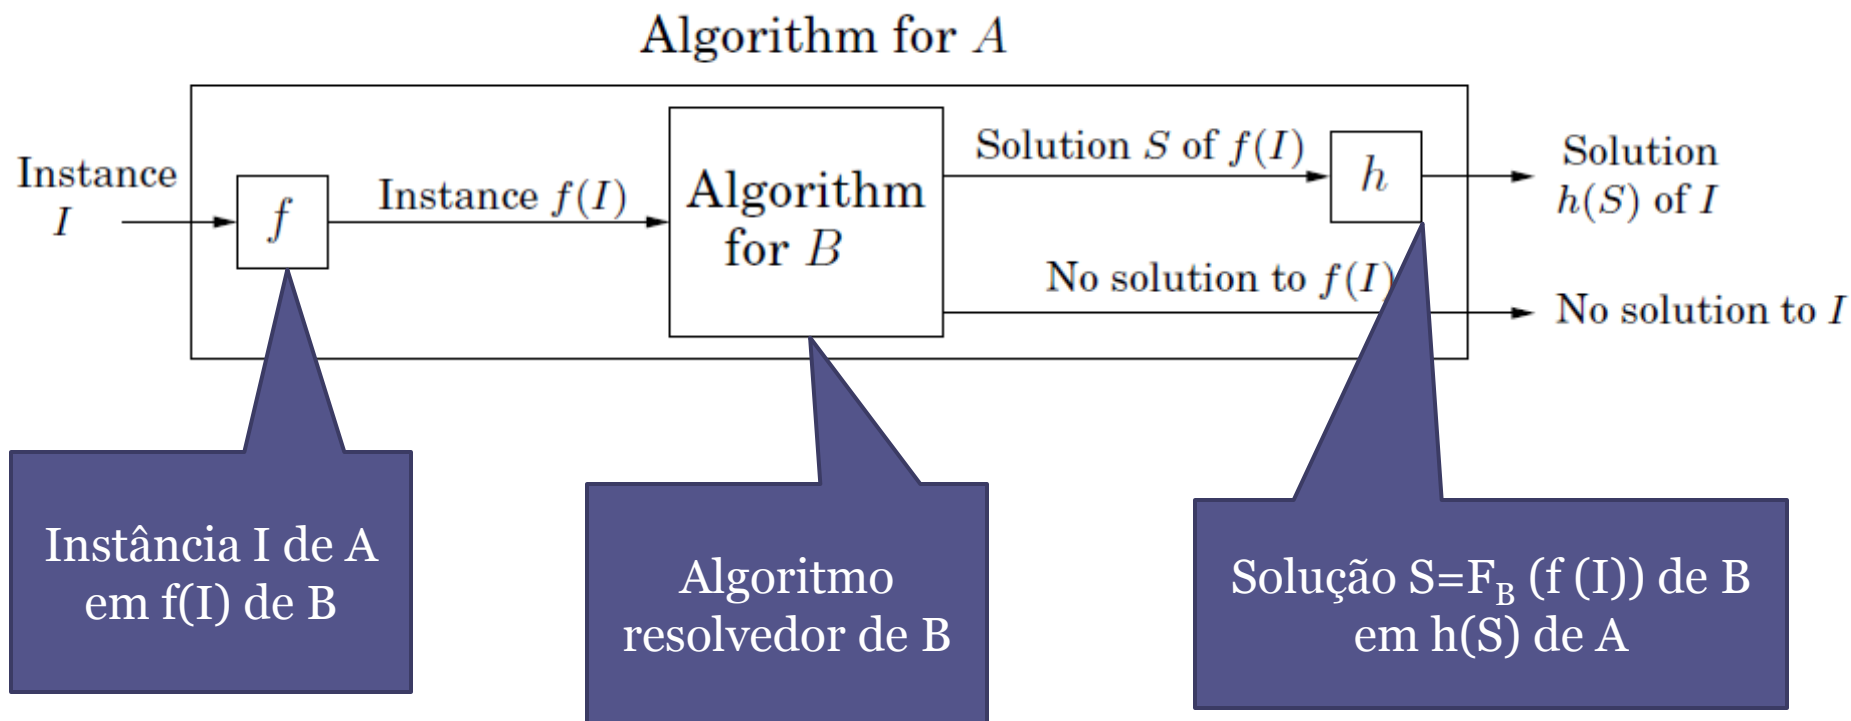 Algorithm for A
Instance
I
f
Instance f(I)
Algorithm
for B
Solution S of f(I)
h
Solution
h(S) of I
No solution to f(I)
No solution to I
Instância I de A
em f(I) de B
Algoritmo
resolvedor de B
Solução S=F_B (f (I)) de B
em h(S) de A